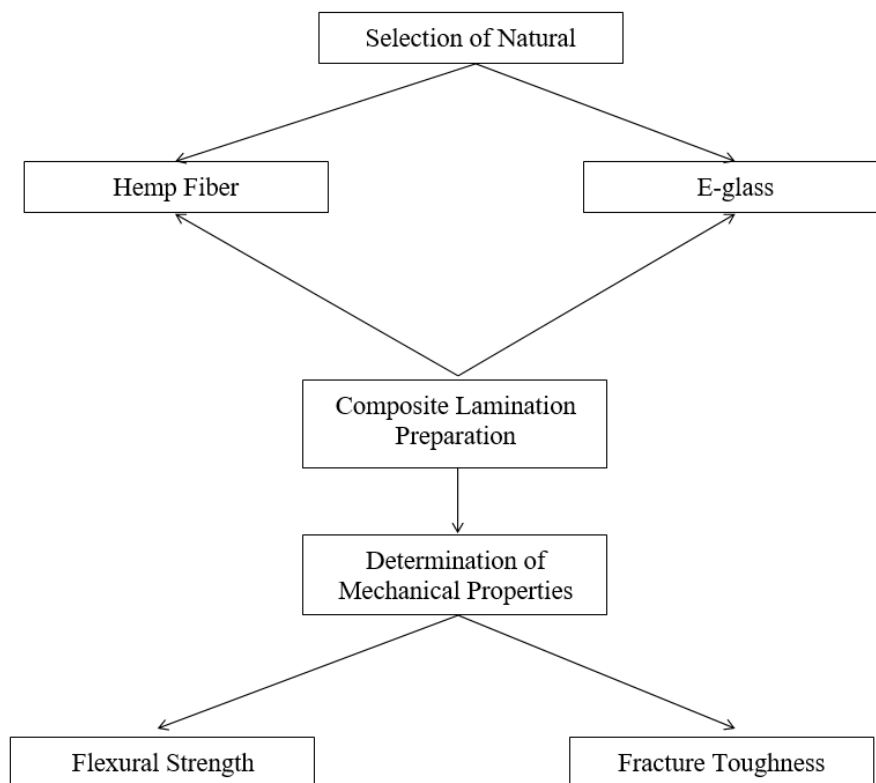 Selection of Natural
Hemp Fiber
E-glass
Composite Lamination
Preparation
Determination of
Mechanical Properties
Flexural Strength
Fracture Toughness